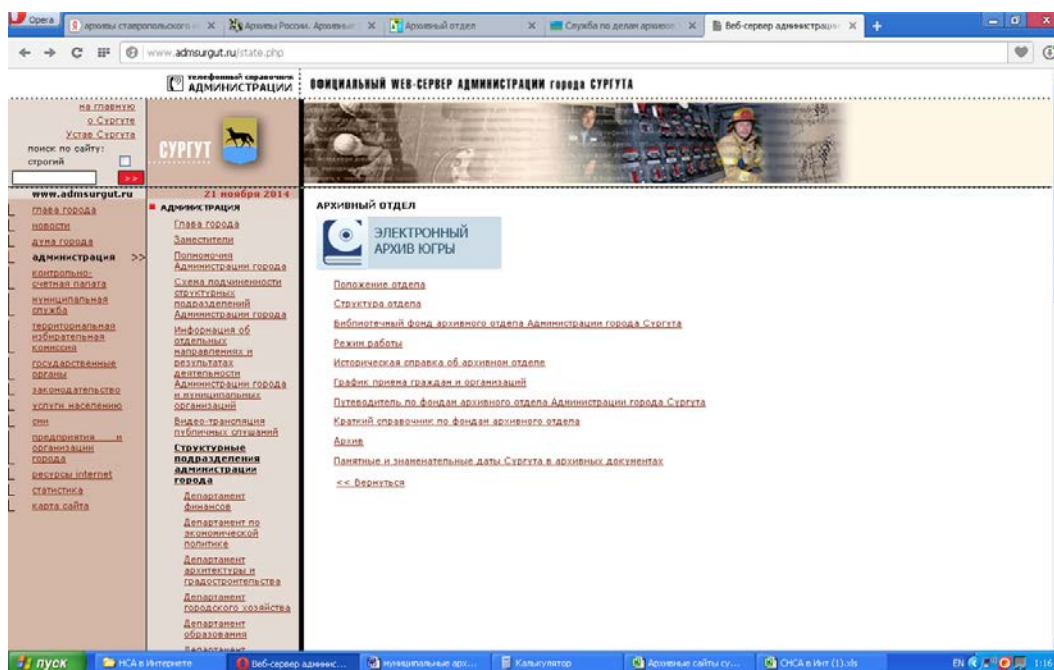 Opera
архивы ставропольского
Архивы России. Архивные
Архивный отдел
Служба по делам архивов
Веб-сервер администрации
www.admsurgut.ru/state.php
телефонный справочник
АДМИНИСТРАЦИИ
ОФИЦИАЛЬНЫЙ WEB-СЕРВЕР АДМИНИСТРАЦИИ города СУРГУТА
на главную
о Сургуте
Устав Сургута
поиск по сайту:
строгий
>>
СУРГУТ
www.admsurgut.ru
глава города
новости
дума города
администрация >>
контрольно-
счетная палата
муниципальная
служба
территориальная
избирательная
комиссия
государственные
органы
законодательство
услуги населению
сми
предприятия и
организации
города
ресурсы internet
статистика
карта сайта
21 ноября 2014
АДМИНИСТРАЦИЯ
Глава города
Заместители
Полномочия
Администрации города
Схема подчиненности
структурных
подразделений
Администрации города
Информация об
отдельных
направлениях и
результатах
деятельности
Администрации города
и муниципальных
организаций
Видео-трансляция
публичных слушаний
Структурные
подразделения
администрации
города
Департамент
финансов
Департамент по
экономической
политике
Департамент
архитектуры и
градостроительства
Департамент
городского хозяйства
Департамент
образования
Департамент
АРХИВНЫЙ ОТДЕЛ
ЭЛЕКТРОННЫЙ
АРХИВ ЮГРЫ
Положение отдела
Структура отдела
Библиотечный фонд архивного отдела Администрации города Сургута
Режим работы
Историческая справка об архивном отделе
График приема граждан и организаций
Путеводитель по фондам архивного отдела Администрации города Сургута
Краткий справочник по фондам архивного отдела
Архив
Памятные и знаменательные даты Сургута в архивных документах
<< Вернуться
пуск
НСА в Интернете
Веб-сервер админис...
муниципальные арх...
Калькулятор
Архивные сайты су...
СНСА в Инт (1).xls
EN
1:16